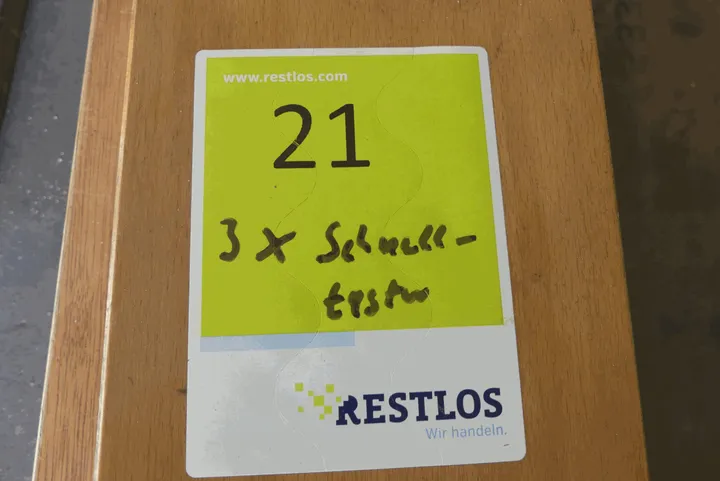 www.restlos.com
21
3 x Schnell-
tester
RESTLOS
Wir handeln.